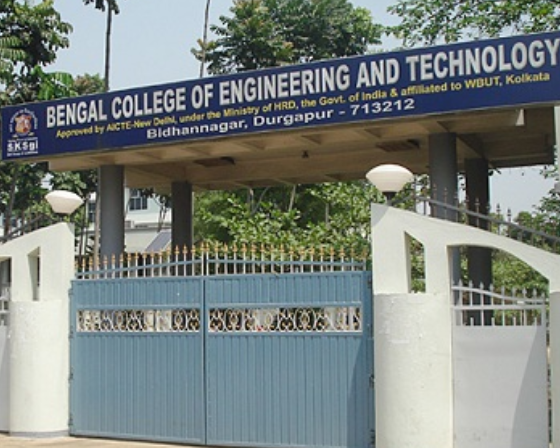 BENGAL COLLEGE OF ENGINEERING AND TECHNOLOGY
Approved by AICTE-New Delhi, under the Ministry of HRD, the Govt. of India & affiliated to WBUT, Kolkata
Bidhannagar, Durgapur - 713212
SKSgi